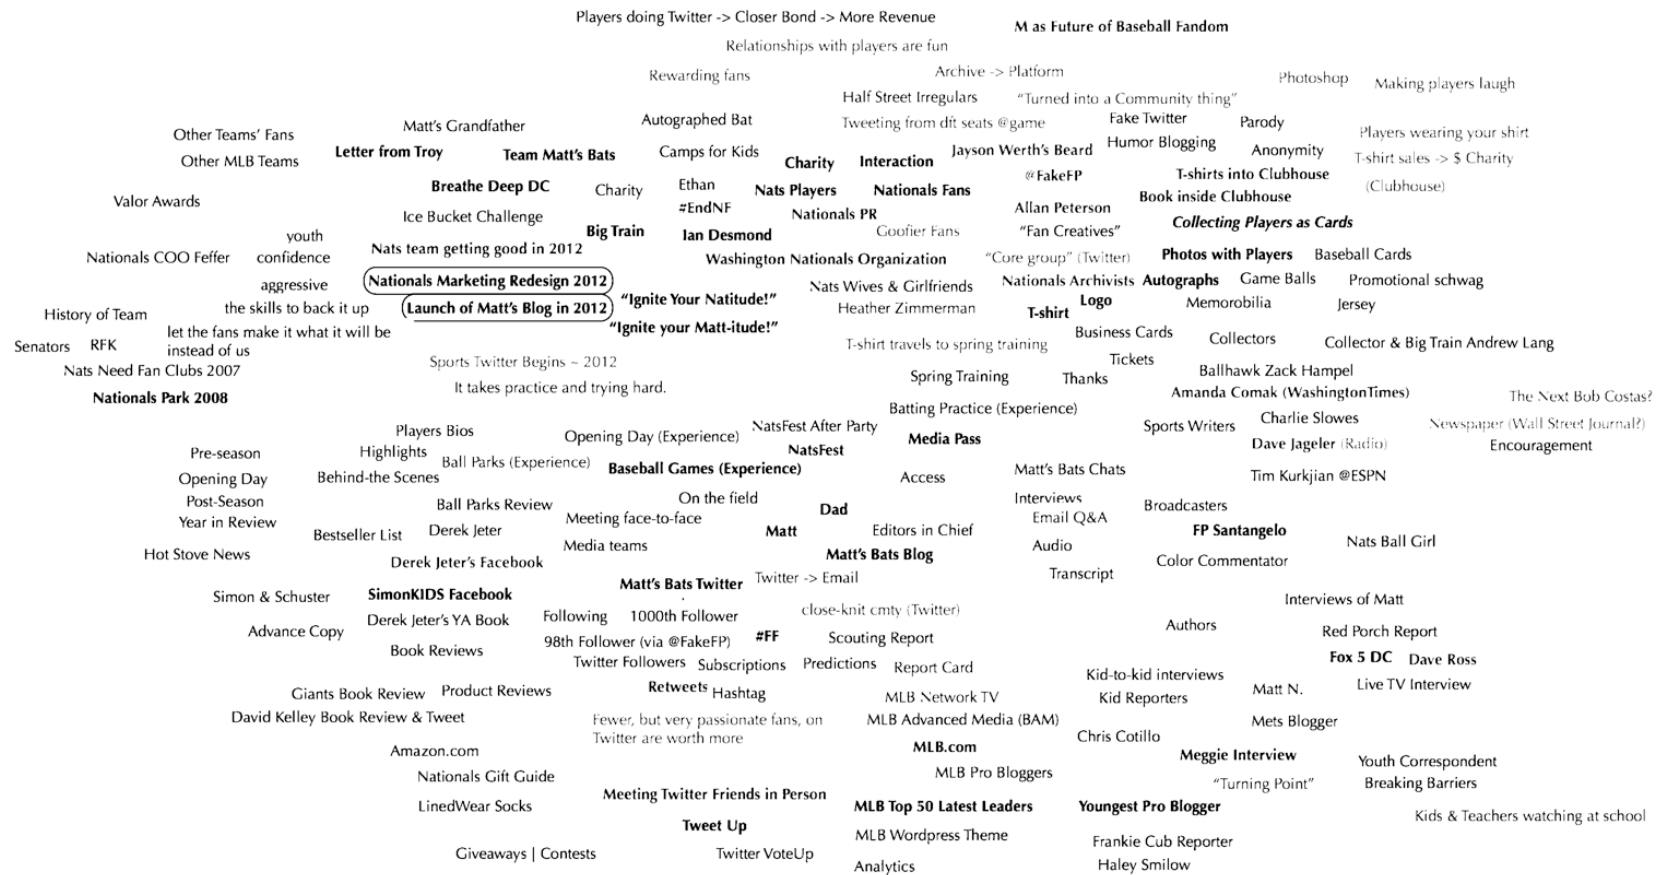 Players doing Twitter -> Closer Bond -> More Revenue
M as Future of Baseball Fandom
Relationships with players are fun
Rewarding fans
Archive -> Platform
Photoshop
Making players laugh
Half Street Irregulars
"Turned into a Community thing"
Matt's Grandfather
Autographed Bat
Tweeting from dft seats @game
Fake Twitter
Parody
Other Teams' Fans
Players wearing your shirt
Letter from Troy
Team Matt's Bats
Camps for Kids
Charity
Interaction
Jayson Werth's Beard
Humor Blogging
Anonymity
Other MLB Teams
T-shirt sales -> $ Charity
(Clubhouse)
@FakeFP
T-shirts into Clubhouse
Breathe Deep DC
Charity
Ethan
#EndNF
Nats Players
Nationals Fans
Book inside Clubhouse
Valor Awards
Ice Bucket Challenge
Nationals PR
Allan Peterson
"Fan Creatives"
Collecting Players as Cards
youth
confidence
Big Train
Ian Desmond
Goofier Fans
Nationals COO Feffer
Nats team getting good in 2012
Washington Nationals Organization
"Core group" (Twitter)
Photos with Players
Baseball Cards
aggressive
Nationals Marketing Redesign 2012
Nats Wives & Girlfriends
Nationals Archivists
Autographs
Game Balls
Promotional schwag
the skills to back it up
Launch of Matt's Blog in 2012
"Ignite Your Natitude!"
Heather Zimmerman
T-shirt
Logo
Memorabilia
Jersey
History of Team
let the fans make it what it will be
instead of us
"Ignite your Matt-itude!"
Business Cards
Collectors
Collector & Big Train Andrew Lang
Senators
RFK
T-shirt travels to spring training
Tickets
Nats Need Fan Clubs 2007
Sports Twitter Begins ~ 2012
Spring Training
Thanks
Ballhawk Zack Hampel
Nationals Park 2008
It takes practice and trying hard.
Amanda Comak (WashingtonTimes)
The Next Bob Costas?
Batting Practice (Experience)
Players Bios
Opening Day (Experience)
NatsFest After Party
Media Pass
Sports Writers
Charlie Slowes
Newspaper (Wall Street Journal?)
Pre-season
Highlights
Ball Parks (Experience)
NatsFest
Dave Jageler (Radio)
Encouragement
Opening Day
Behind-the Scenes
Baseball Games (Experience)
Access
Matt's Bats Chats
Tim Kurkjian @ESPN
Post-Season
Ball Parks Review
On the field
Interviews
Broadcasters
Year in Review
Meeting face-to-face
Dad
Email Q&A
Bestseller List
Derek Jeter
Matt
Editors in Chief
FP Santangelo
Hot Stove News
Media teams
Matt's Bats Blog
Audio
Nats Ball Girl
Derek Jeter's Facebook
Color Commentator
Matt's Bats Twitter
Twitter -> Email
Transcript
Simon & Schuster
SimonKIDS Facebook
Interviews of Matt
Advance Copy
Derek Jeter's YA Book
Following
1000th Follower
close-knit cmty (Twitter)
Authors
Red Porch Report
Book Reviews
98th Follower (via @FakeFP)
#FF
Scouting Report
Twitter Followers
Subscriptions
Predictions
Report Card
Fox 5 DC
Dave Ross
Giants Book Review
Product Reviews
Retweets
Hashtag
MLB Network TV
Kid-to-kid interviews
Kid Reporters
Matt N.
Live TV Interview
David Kelley Book Review & Tweet
Fewer, but very passionate fans, on
Twitter are worth more
MLB Advanced Media (BAM)
Mets Blogger
Amazon.com
MLB.com
Chris Cotillo
Meggie Interview
Youth Correspondent
Nationals Gift Guide
MLB Pro Bloggers
"Turning Point"
Breaking Barriers
LinedWear Socks
Meeting Twitter Friends in Person
MLB Top 50 Latest Leaders
Youngest Pro Blogger
Kids & Teachers watching at school
Tweet Up
MLB Wordpress Theme
Frankie Cub Reporter
Giveaways | Contests
Twitter VoteUp
Analytics
Haley Smilow